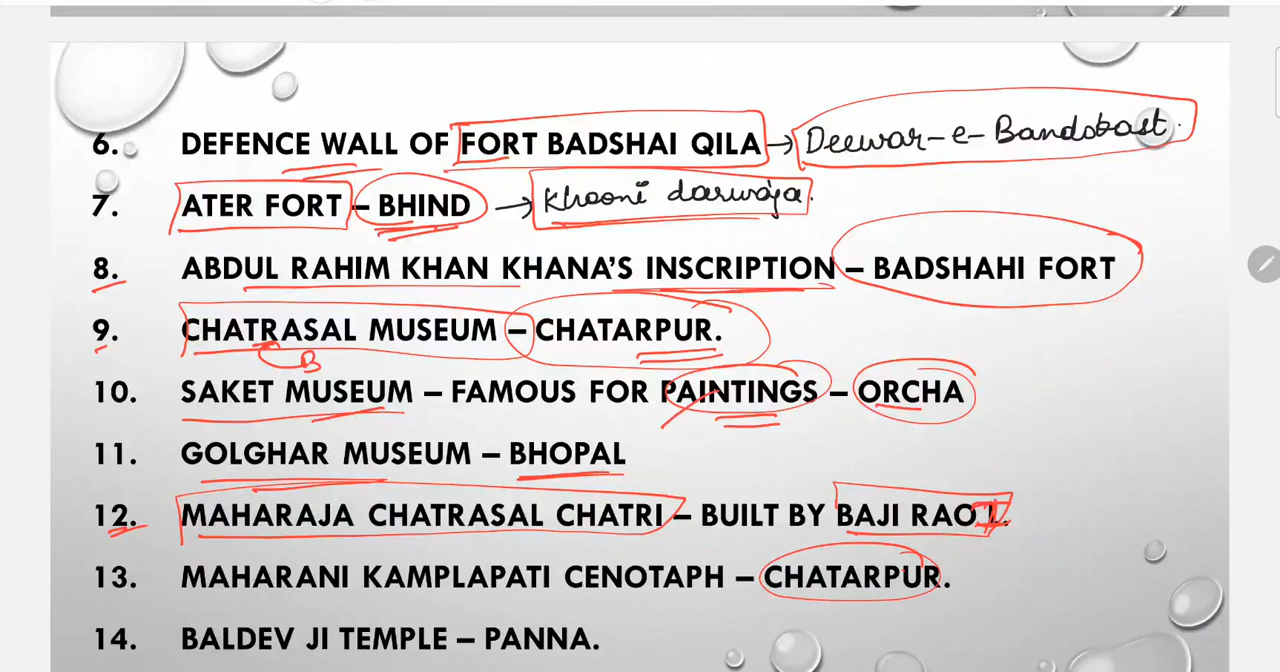 6. DEFENCE WALL OF FORT BADSHAI QILA → Deewar-e-Bandobast.
7. ATER FORT – BHIND → Khooni darwaja.
8. ABDUL RAHIM KHAN KHANA'S INSCRIPTION – BADSHAHI FORT
9. CHATRASAL MUSEUM – CHATARPUR.
B
10. SAKET MUSEUM – FAMOUS FOR PAINTINGS – ORCHA
11. GOLGHAR MUSEUM – BHOPAL
12. MAHARAJA CHATRASAL CHATRI – BUILT BY BAJI RAO I.
13. MAHARANI KAMPLAPATI CENOTAPH – CHATARPUR.
14. BALDEV JI TEMPLE – PANNA.